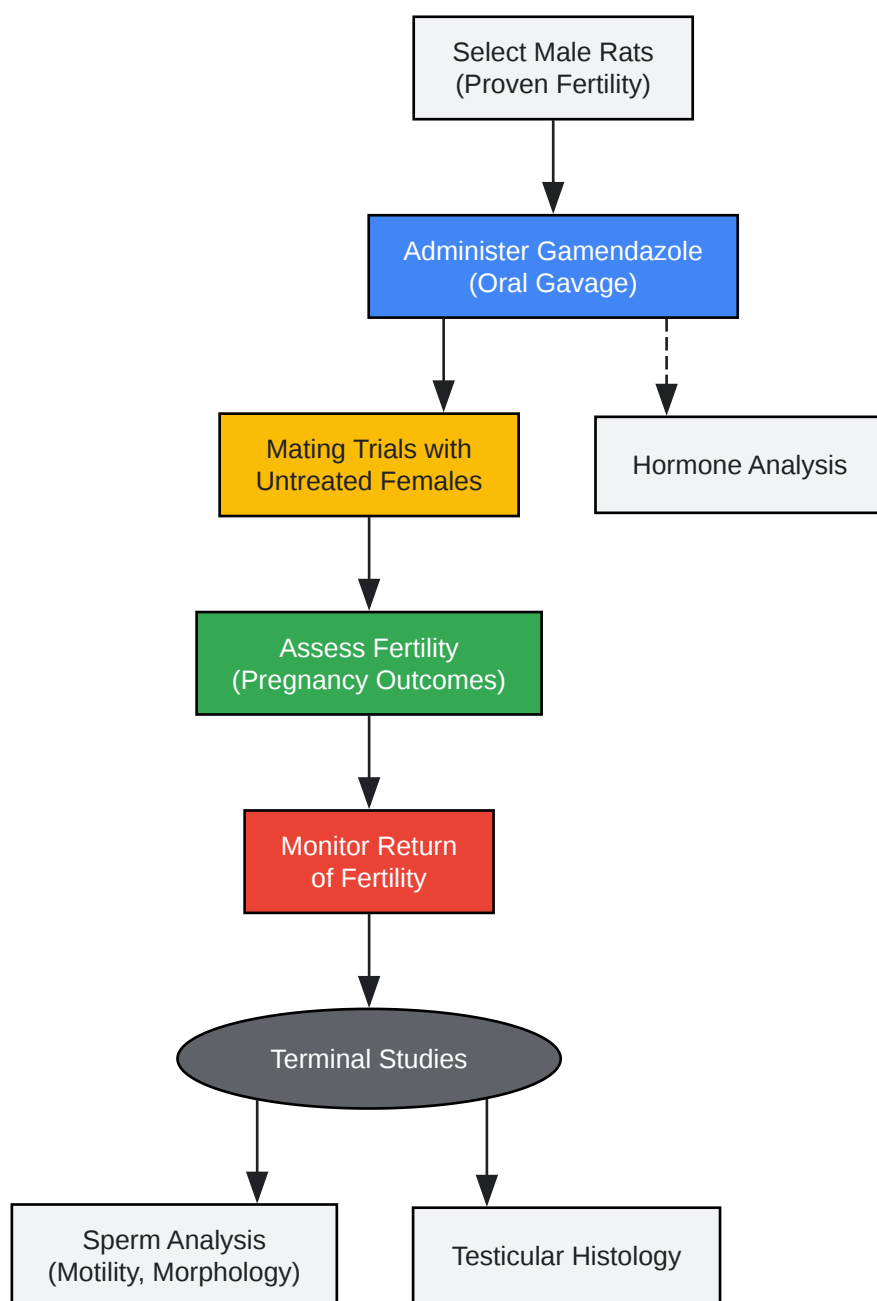 Select Male Rats
(Proven Fertility)
Administer Gamendazole
(Oral Gavage)
Mating Trials with
Untreated Females
Hormone Analysis
Assess Fertility
(Pregnancy Outcomes)
Monitor Return
of Fertility
Terminal Studies
Sperm Analysis
(Motility, Morphology)
Testicular Histology